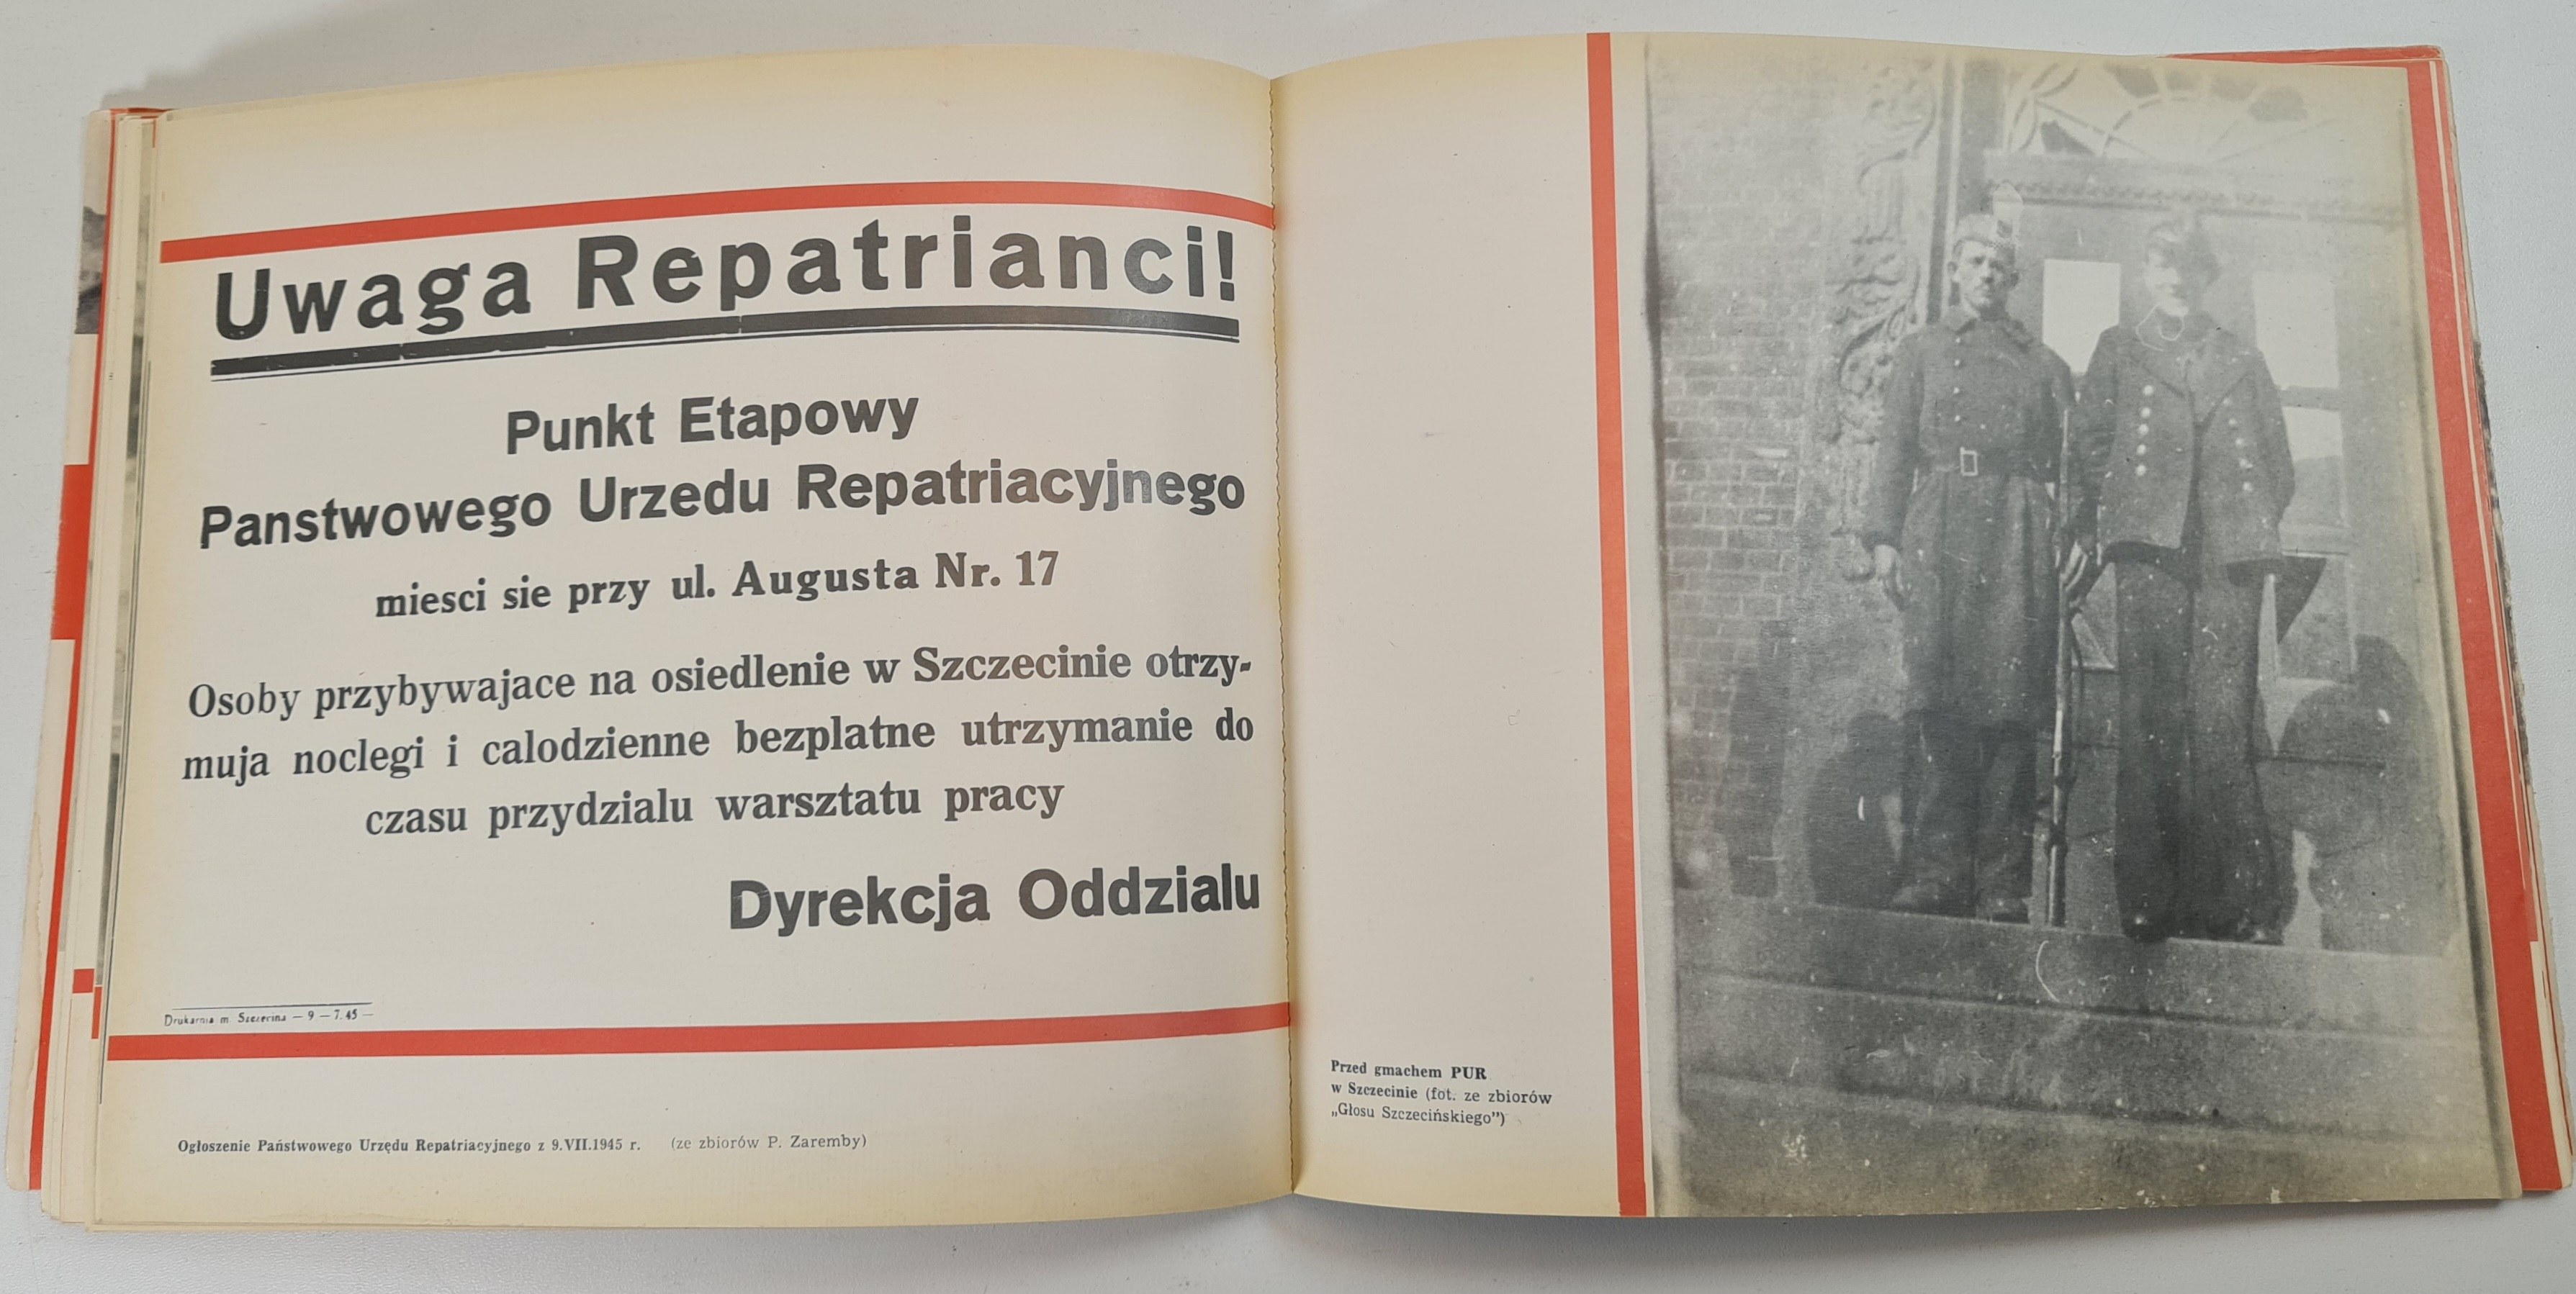 Uwaga Repatrianci!
Punkt Etapowy
Panstwowego Urzedu Repatriacyjnego
miesci sie przy ul. Augusta Nr. 17
Osoby przybywajace na osiedlenie w Szczecinie otrzy-
muja noclegi i calodzienne bezplatne utrzymanie do
czasu przydzialu warsztatu pracy
Dyrekcja Oddzialu
Drukarnia m. Szczecina — 9 — 7.45 —
Ogłoszenie Państwowego Urzędu Repatriacyjnego z 9.VII.1945 r. (ze zbiorów P. Zaremby)
Przed gmachem PUR
w Szczecinie (fot. ze zbiorów
„Głosu Szczecińskiego”)